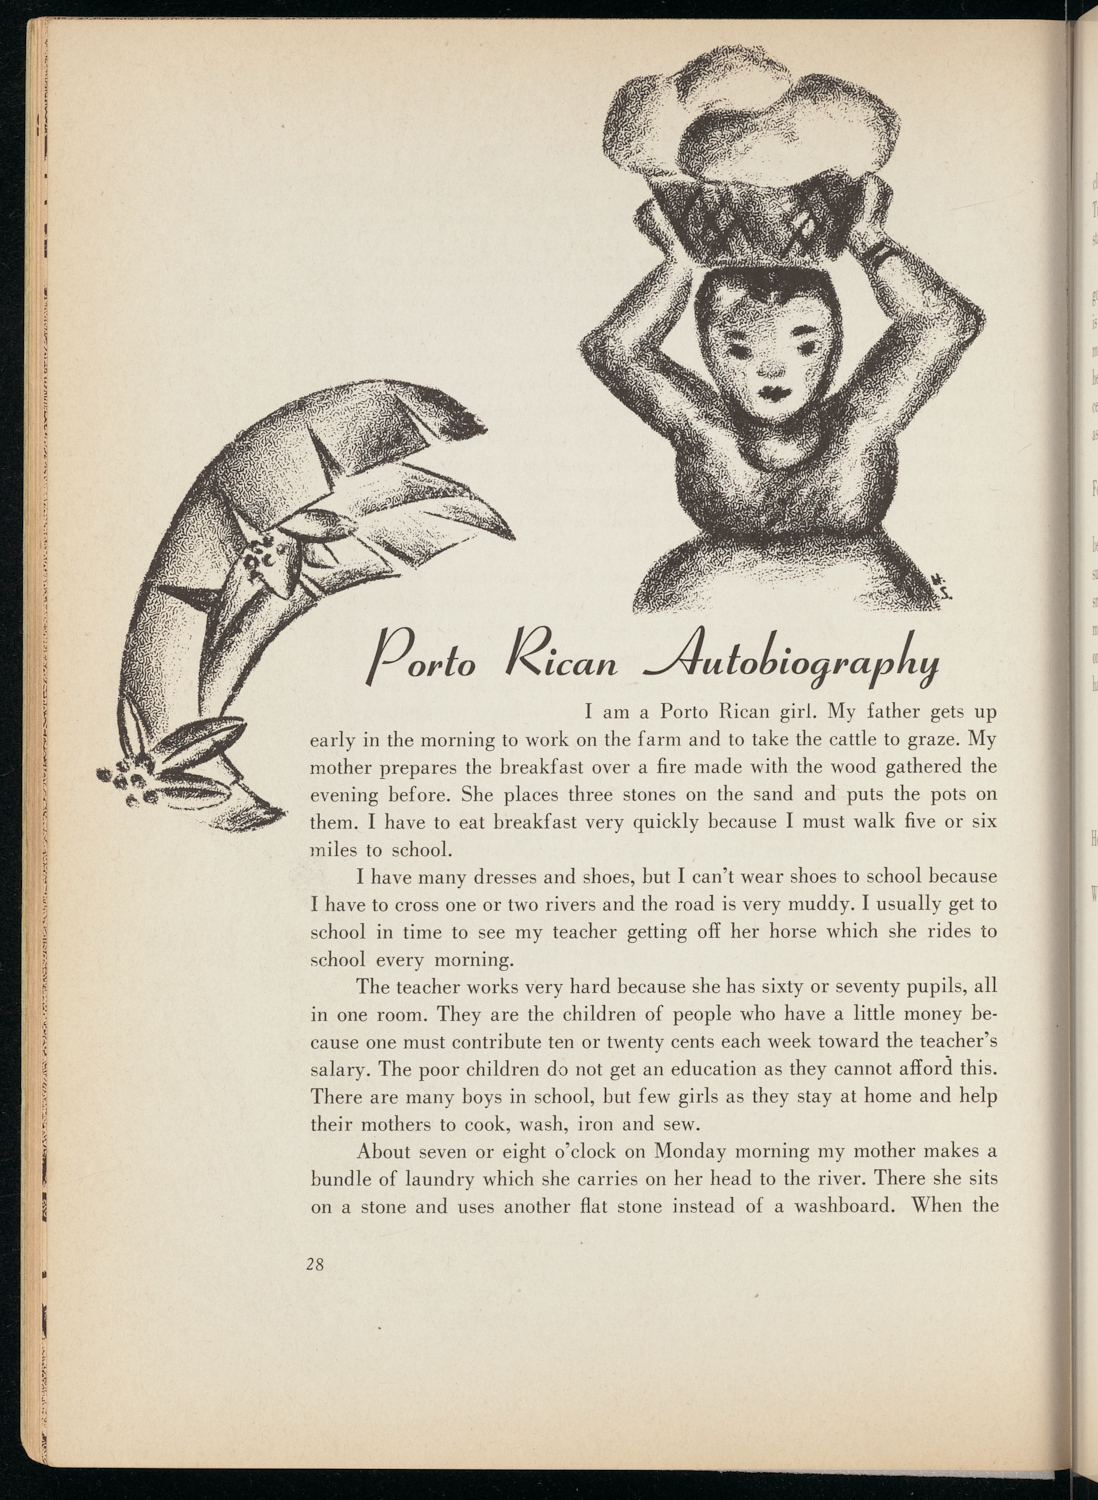 H.
S.
Porto Rican Autobiography
I am a Porto Rican girl. My father gets up
early in the morning to work on the farm and to take the cattle to graze. My
mother prepares the breakfast over a fire made with the wood gathered the
evening before. She places three stones on the sand and puts the pots on
them. I have to eat breakfast very quickly because I must walk five or six
miles to school.
I have many dresses and shoes, but I can't wear shoes to school because
I have to cross one or two rivers and the road is very muddy. I usually get to
school in time to see my teacher getting off her horse which she rides to
school every morning.
The teacher works very hard because she has sixty or seventy pupils, all
in one room. They are the children of people who have a little money be-
cause one must contribute ten or twenty cents each week toward the teacher's
salary. The poor children do not get an education as they cannot afford this.
There are many boys in school, but few girls as they stay at home and help
their mothers to cook, wash, iron and sew.
About seven or eight o'clock on Monday morning my mother makes a
bundle of laundry which she carries on her head to the river. There she sits
on a stone and uses another flat stone instead of a washboard. When the
28